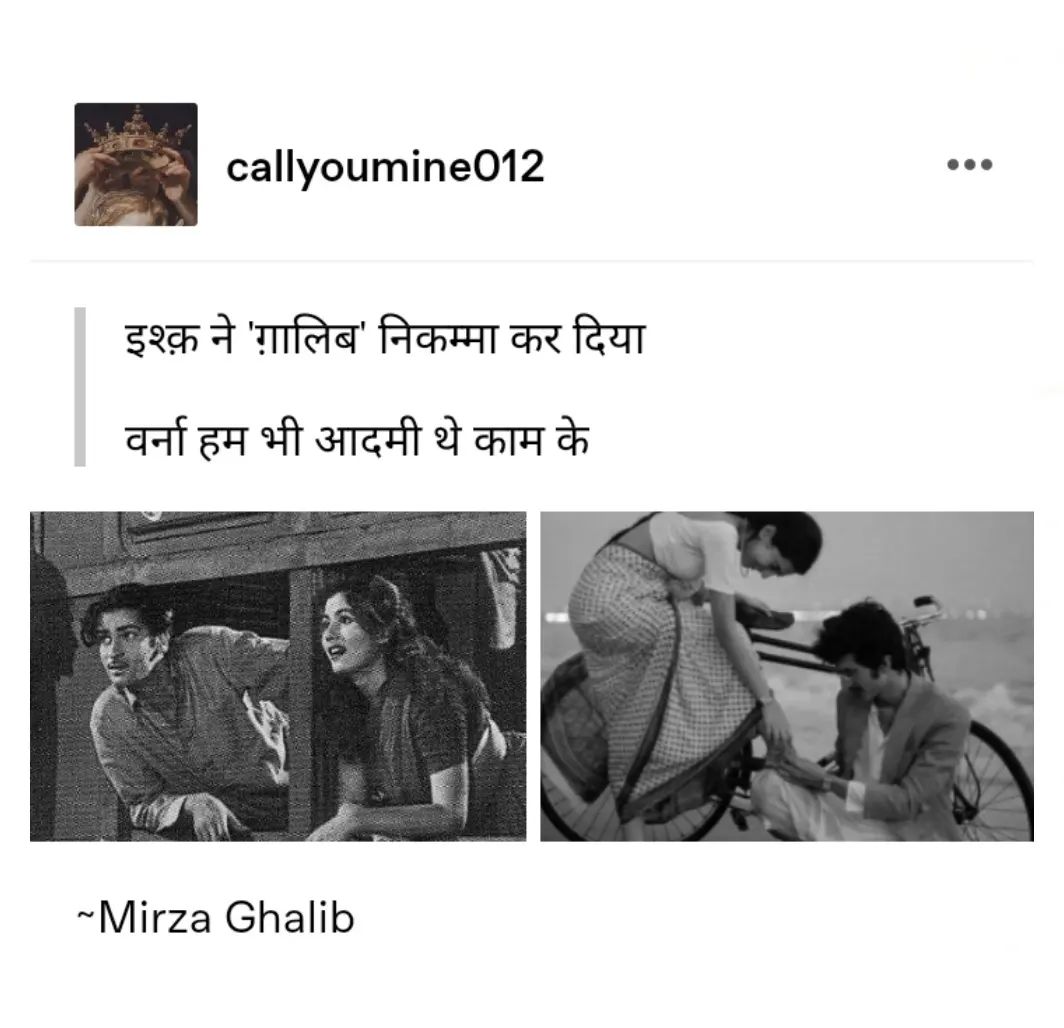 callyoumine012
इश्क़ ने 'ग़ालिब' निकम्मा कर दिया
वर्ना हम भी आदमी थे काम के
~Mirza Ghalib